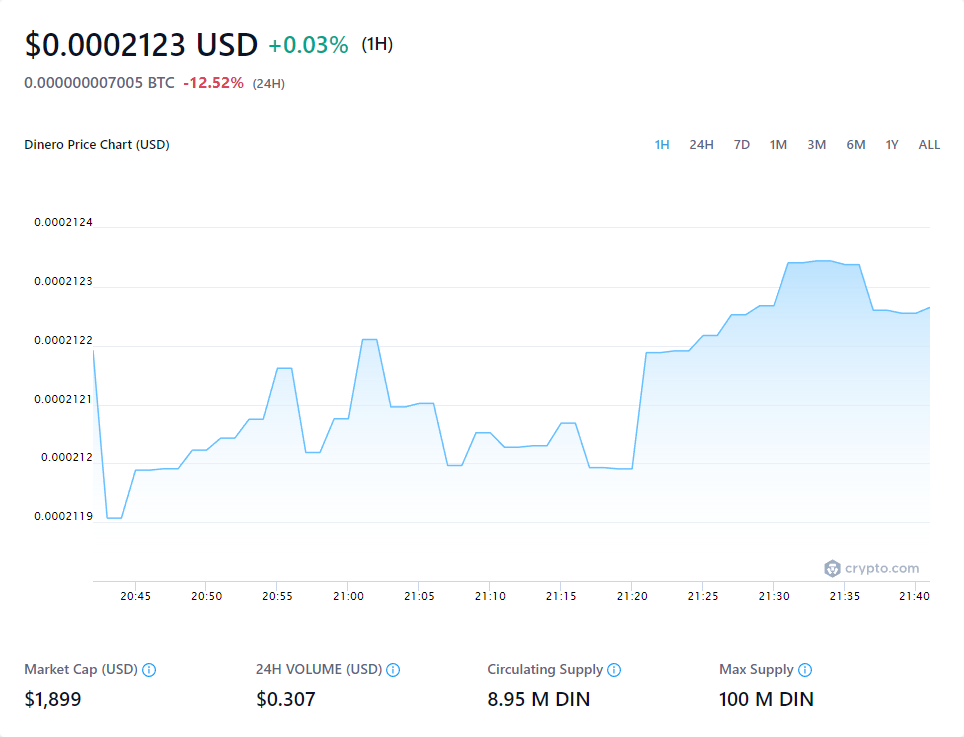 $0.0002123 USD +0.03% (1H)
0.000000007005 BTC -12.52% (24H)
Dinero Price Chart (USD) 1H 24H 7D 1M 3M 6M 1Y ALL
0.0002124
0.0002123
0.0002122
0.0002121
0.000212
0.0002119
crypto.com
20:45 20:50 20:55 21:00 21:05 21:10 21:15 21:20 21:25 21:30 21:35 21:40
Market Cap (USD) 24H VOLUME (USD) Circulating Supply Max Supply
$1,899 $0.307 8.95 M DIN 100 M DIN